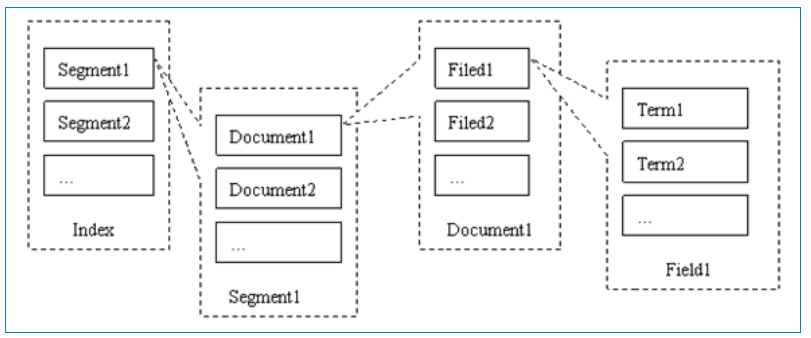 Segment1
Segment2
...
Index
Document1
Document2
...
Segment1
Filed1
Filed2
...
Document1
Term1
Term2
...
Field1